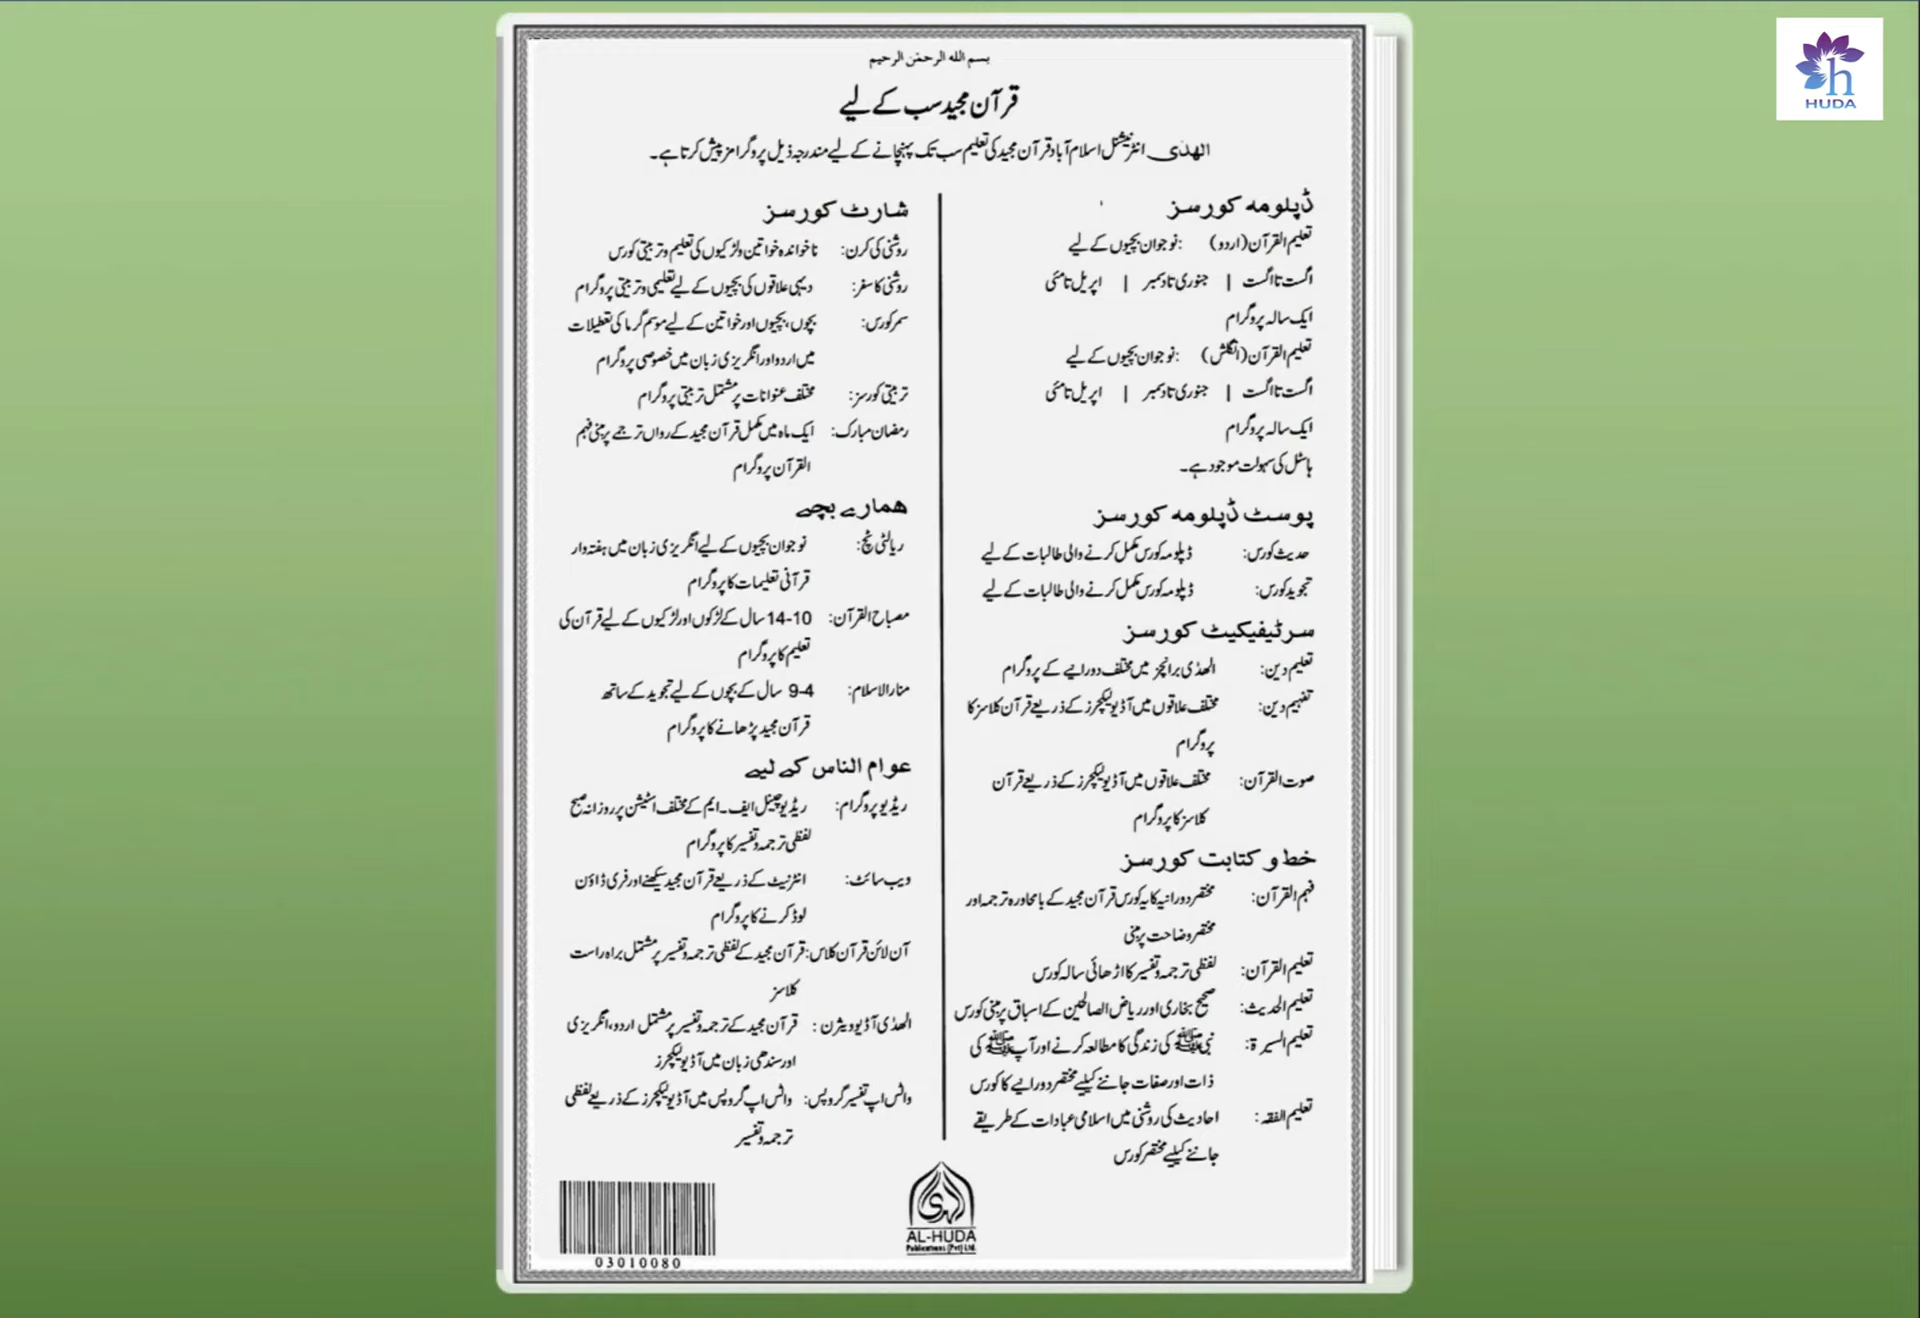 بسم الله الرحمن الرحيم
قرآن مجید سب کے لیے
الھدٰی انٹرنیشنل اسلام آباد قرآن مجید کی تعلیم سب تک پہنچانے کے لیے مندرجہ ذیل پروگرامز پیش کرتا ہے۔
ڈپلومہ کورسز
تعلیم القرآن (اردو) : نوجوان بچیوں کے لیے
اگست تا اگست | جنوری تا دسمبر | اپریل تا مئی
ایک سالہ پروگرام
تعلیم القرآن (انگلش) : نوجوان بچیوں کے لیے
اگست تا اگست | جنوری تا دسمبر | اپریل تا مئی
ایک سالہ پروگرام
ہاسٹل کی سہولت موجود ہے۔
پوسٹ ڈپلومہ کورسز
حدیث کورس: ڈپلومہ کورس مکمل کرنے والی طالبات کے لیے
تجوید کورس: ڈپلومہ کورس مکمل کرنے والی طالبات کے لیے
سرٹیفیکیٹ کورسز
تعلیم دین: الھدٰی برانچز میں مختلف دورانیے کے پروگرام
تفہیم دین: مختلف علاقوں میں آڈیو لیکچرز کے ذریعے قرآن کلاسز کا
پروگرام
صوت القرآن: مختلف علاقوں میں آڈیو لیکچرز کے ذریعے قرآن
کلاسز کا پروگرام
خط و کتابت کورسز
فہم القرآن: مختصر دورانیہ کا یہ کورس قرآن مجید کے بامحاورہ ترجمہ اور
مختصر وضاحت پر مبنی
تعلیم القرآن: لفظی ترجمہ و تفسیر کا اڑھائی سالہ کورس
تعلیم الحدیث: صحیح بخاری اور ریاض الصالحین کے اسباق پر مبنی کورس
تعلیم السیرۃ: نبی ﷺ کی زندگی کا مطالعہ کرنے اور آپ ﷺ کی
ذات اور صفات جاننے کیلئے مختصر دورانیے کا کورس
تعلیم الفقہ: احادیث کی روشنی میں اسلامی عبادات کے طریقے
جاننے کیلئے مختصر کورس
شارٹ کورسز
روشنی کی کرن: ناخواندہ خواتین و لڑکیوں کی تعلیم و تربیتی کورس
روشنی کا سفر: دیہی علاقوں کی بچیوں کے لیے تعلیمی و تربیتی پروگرام
سمر کورس: بچوں، بچیوں اور خواتین کے لیے موسم گرما کی تعطیلات
میں اردو اور انگریزی زبان میں خصوصی پروگرام
تربیتی کورسز: مختلف عنوانات پر مشتمل تربیتی پروگرام
رمضان مبارک: ایک ماہ میں مکمل قرآن مجید کے رواں ترجمے پر مبنی فہم
القرآن پروگرام
ہمارے بچے
ریالٹی ٹچ: نوجوان بچیوں کے لیے انگریزی زبان میں ہفتہ وار
قرآنی تعلیمات کا پروگرام
مصباح القرآن: 10-14 سال کے لڑکوں اور لڑکیوں کے لیے قرآن کی
تعلیم کا پروگرام
منار الاسلام: 4-9 سال کے بچوں کے لیے تجوید کے ساتھ
قرآن مجید پڑھانے کا پروگرام
عوام الناس کے لیے
ریڈیو پروگرام: ریڈیو چینل ایف۔ایم کے مختلف اسٹیشن پر روزانہ صبح
لفظی ترجمہ و تفسیر کا پروگرام
ویب سائٹ: انٹرنیٹ کے ذریعے قرآن مجید سیکھنے اور فری ڈاؤن
لوڈ کرنے کا پروگرام
آن لائن قرآن کلاس: قرآن مجید کے لفظی ترجمہ و تفسیر پر مشتمل براہ راست
کلاسز
الھدٰی آڈیو ویژن: قرآن مجید کے ترجمہ و تفسیر پر مشتمل اردو، انگریزی
اور سندھی زبان میں آڈیو لیکچرز
واٹس اپ تفسیر گروپس: واٹس اپ گروپس میں آڈیو لیکچرز کے ذریعے لفظی
ترجمہ و تفسیر
03010080
الہدیٰ
AL-HUDA
Publications (Pvt) Ltd.
h
HUDA